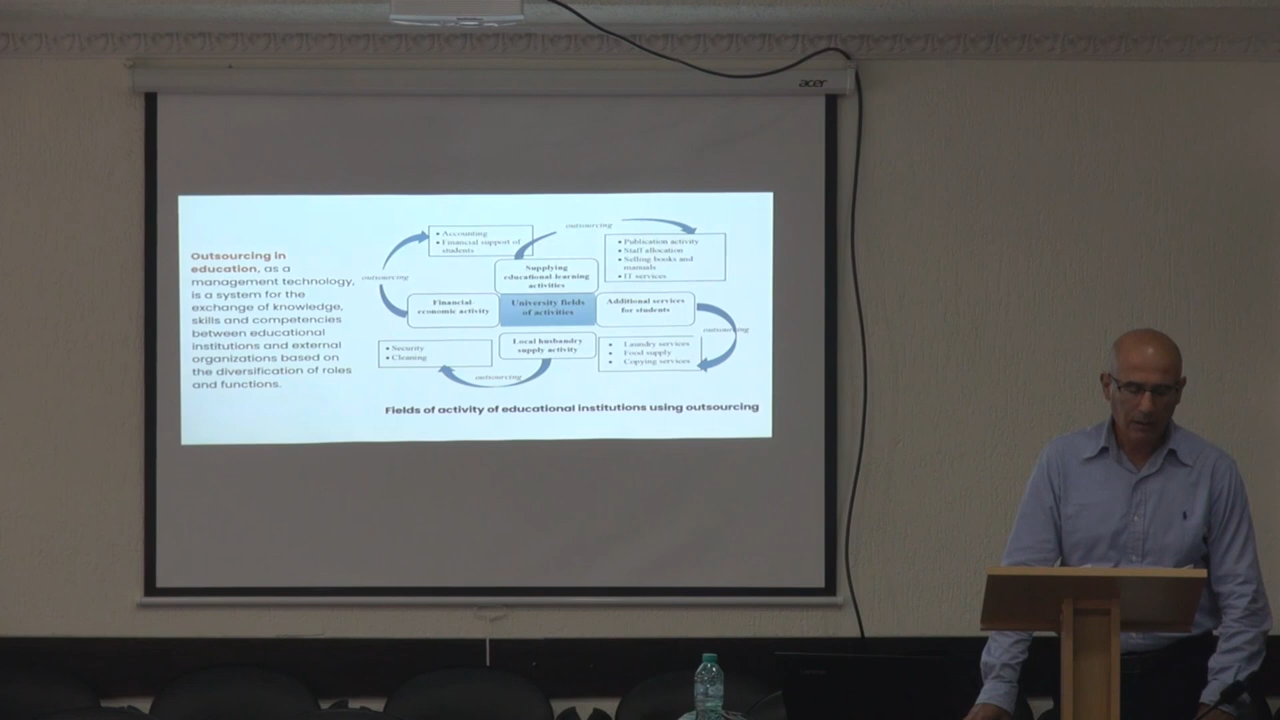 acer
Outsourcing in
education, as a
management technology,
is a system for the
exchange of knowledge,
skills and competencies
between educational
institutions and external
organizations based on
the diversification of roles
and functions.
• Accounting
• Financial support of
students
outsourcing
outsourcing
• Publication activity
• Staff allocation
• Selling books and
manuals
• IT services
Supplying
educational learning
activities
Financial-
economic activity
University fields
of activities
Additional services
for students
outsourcing
Local husbandry
supply activity
• Security
• Cleaning
outsourcing
• Laundry services
• Food supply
• Copying services
Fields of activity of educational institutions using outsourcing